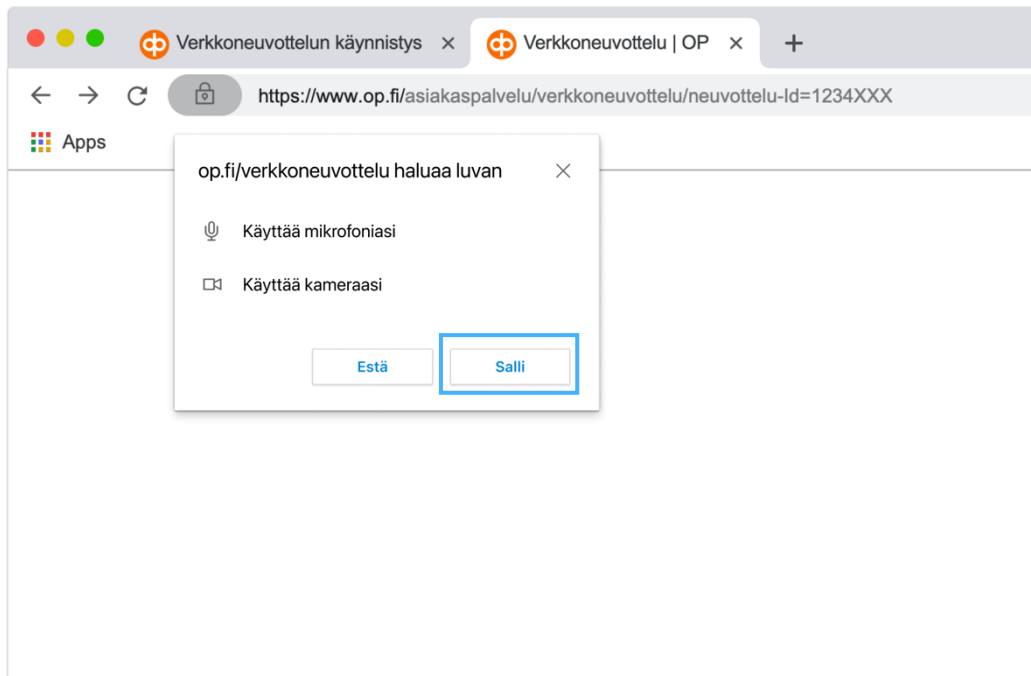 Verkkoneuvottelun käynnistys
Verkkoneuvottelu | OP
https://www.op.fi/asiakaspalvelu/verkkoneuvottelu/neuvottelu-Id=1234XXX
Apps
op.fi/verkkoneuvottelu haluaa luvan
Käyttää mikrofoniasi
Käyttää kameraasi
Estä
Salli